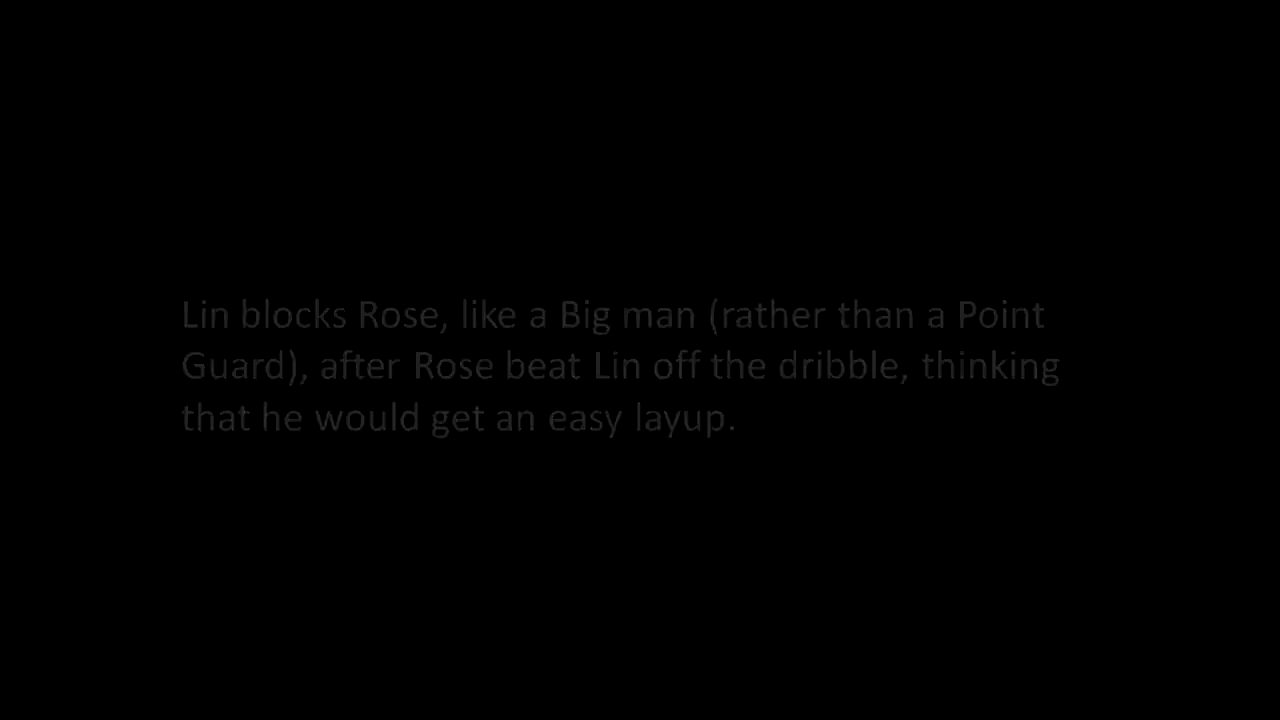 Lin blocks Rose, like a Big man (rather than a Point
Guard), after Rose beat Lin off the dribble, thinking
that he would get an easy layup.